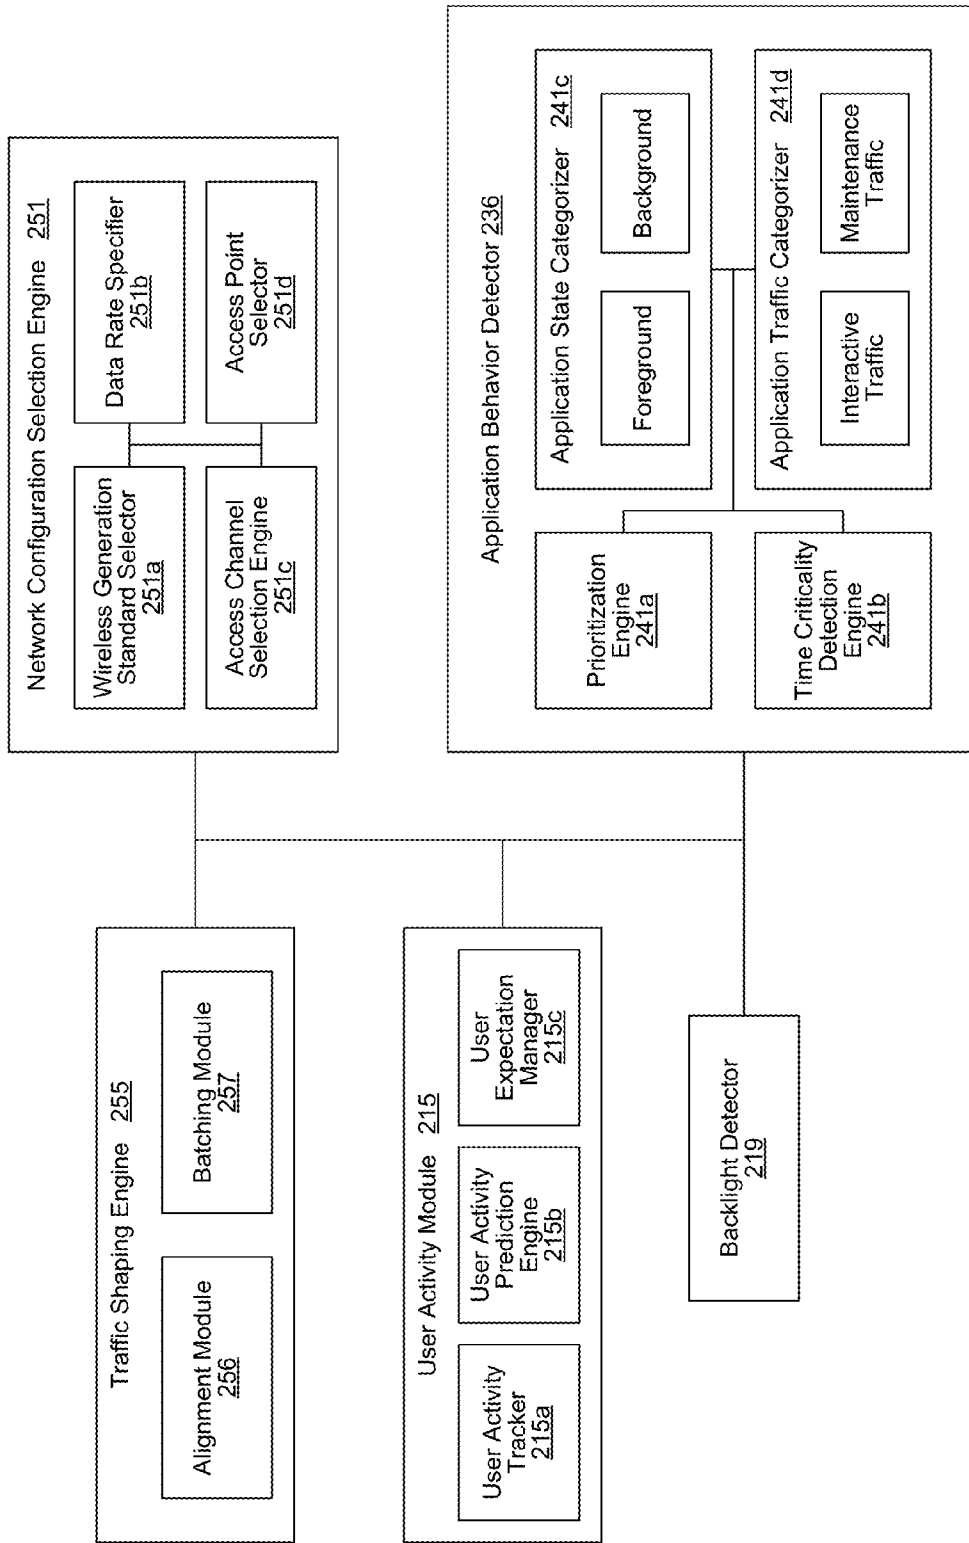 Traffic Shaping Engine 255
Alignment Module
256
Batching Module
257
Network Configuration Selection Engine 251
Wireless Generation
Standard Selector
251a
Data Rate Specifier
251b
Access Channel
Selection Engine
251c
Access Point
Selector
251d
User Activity Module 215
User Activity
Tracker
215a
User Activity
Prediction
Engine
215b
User
Expectation
Manager
215c
Backlight Detector
219
Application Behavior Detector 236
Prioritization
Engine
241a
Application State Categorizer 241c
Foreground
Background
Time Criticality
Detection
Engine
241b
Application Traffic Categorizer 241d
Interactive
Traffic
Maintenance
Traffic